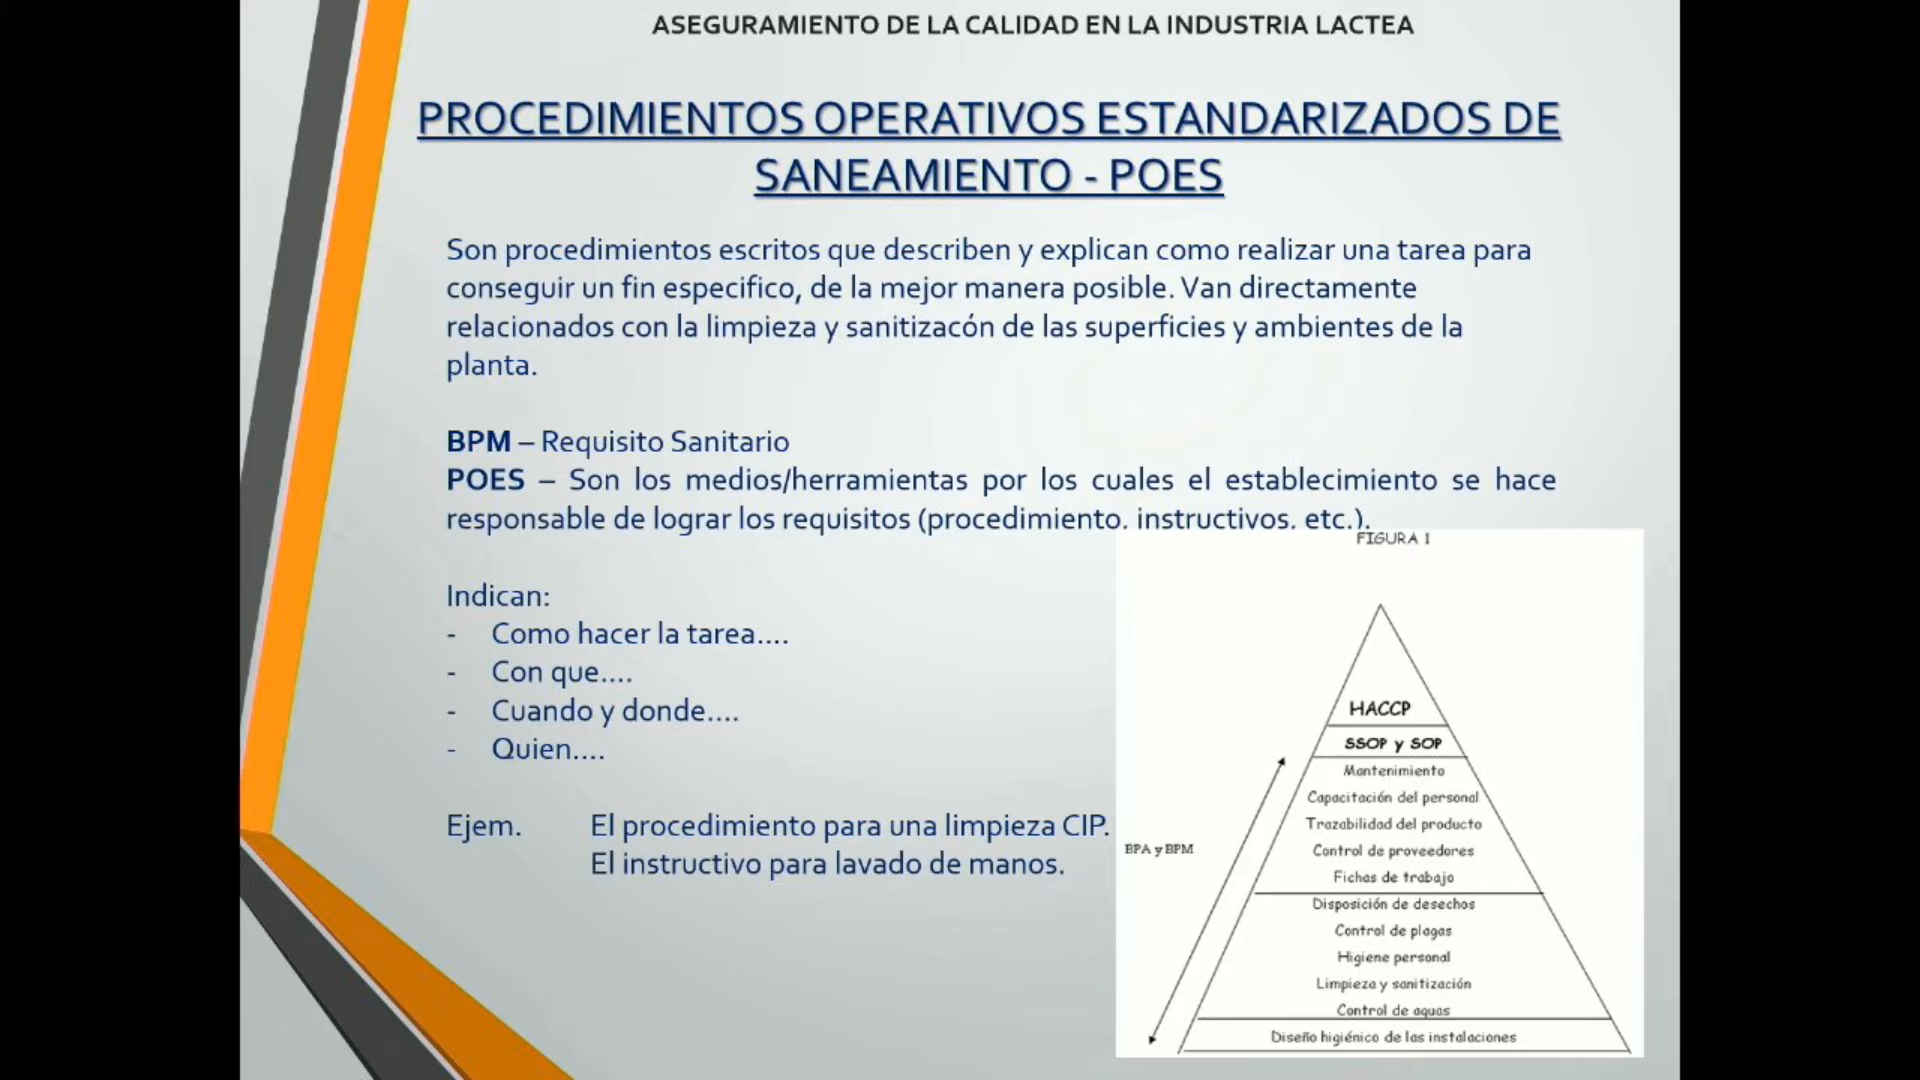 ASEGURAMIENTO DE LA CALIDAD EN LA INDUSTRIA LACTEA
PROCEDIMIENTOS OPERATIVOS ESTANDARIZADOS DE
SANEAMIENTO - POES
Son procedimientos escritos que describen y explican como realizar una tarea para
conseguir un fin especifico, de la mejor manera posible. Van directamente
relacionados con la limpieza y sanitizacón de las superficies y ambientes de la
planta.
BPM – Requisito Sanitario
POES – Son los medios/herramientas por los cuales el establecimiento se hace
responsable de lograr los requisitos (procedimiento, instructivos, etc.).
Indican:
- Como hacer la tarea....
- Con que....
- Cuando y donde....
- Quien....
Ejem. El procedimiento para una limpieza CIP.
El instructivo para lavado de manos.
FIGURA 1
HACCP
SSOP y SOP
Mantenimiento
Capacitación del personal
Trazabilidad del producto
Control de proveedores
Fichas de trabajo
BPA y BPM
Disposición de desechos
Control de plagas
Higiene personal
Limpieza y sanitización
Control de aguas
Diseño higiénico de las instalaciones